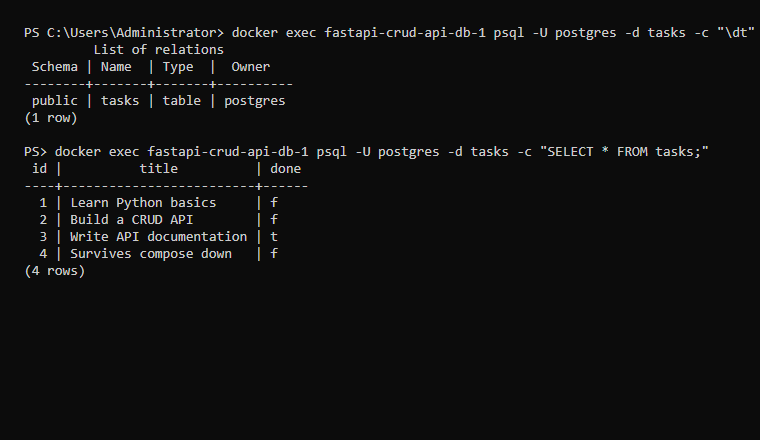 PS C:\Users\Administrator> docker exec fastapi-crud-api-db-1 psql -U postgres -d tasks -c "\dt"
         List of relations
 Schema | Name  | Type  |  Owner
--------+-------+-------+----------
 public | tasks | table | postgres
(1 row)

PS> docker exec fastapi-crud-api-db-1 psql -U postgres -d tasks -c "SELECT * FROM tasks;"
 id |          title          | done
----+-------------------------+------
  1 | Learn Python basics     | f
  2 | Build a CRUD API        | f
  3 | Write API documentation | t
  4 | Survives compose down   | f
(4 rows)